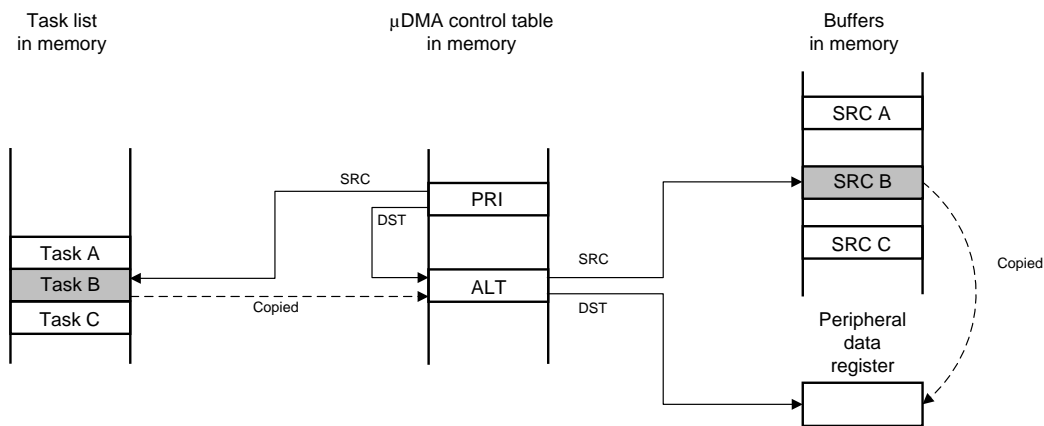 Task list
in memory
μDMA control table
in memory
Buffers
in memory
SRC A
SRC
PRI
SRC B
DST
SRC C
Task A
SRC
Copied
Task B
ALT
Copied
DST
Task C
Peripheral
data
register